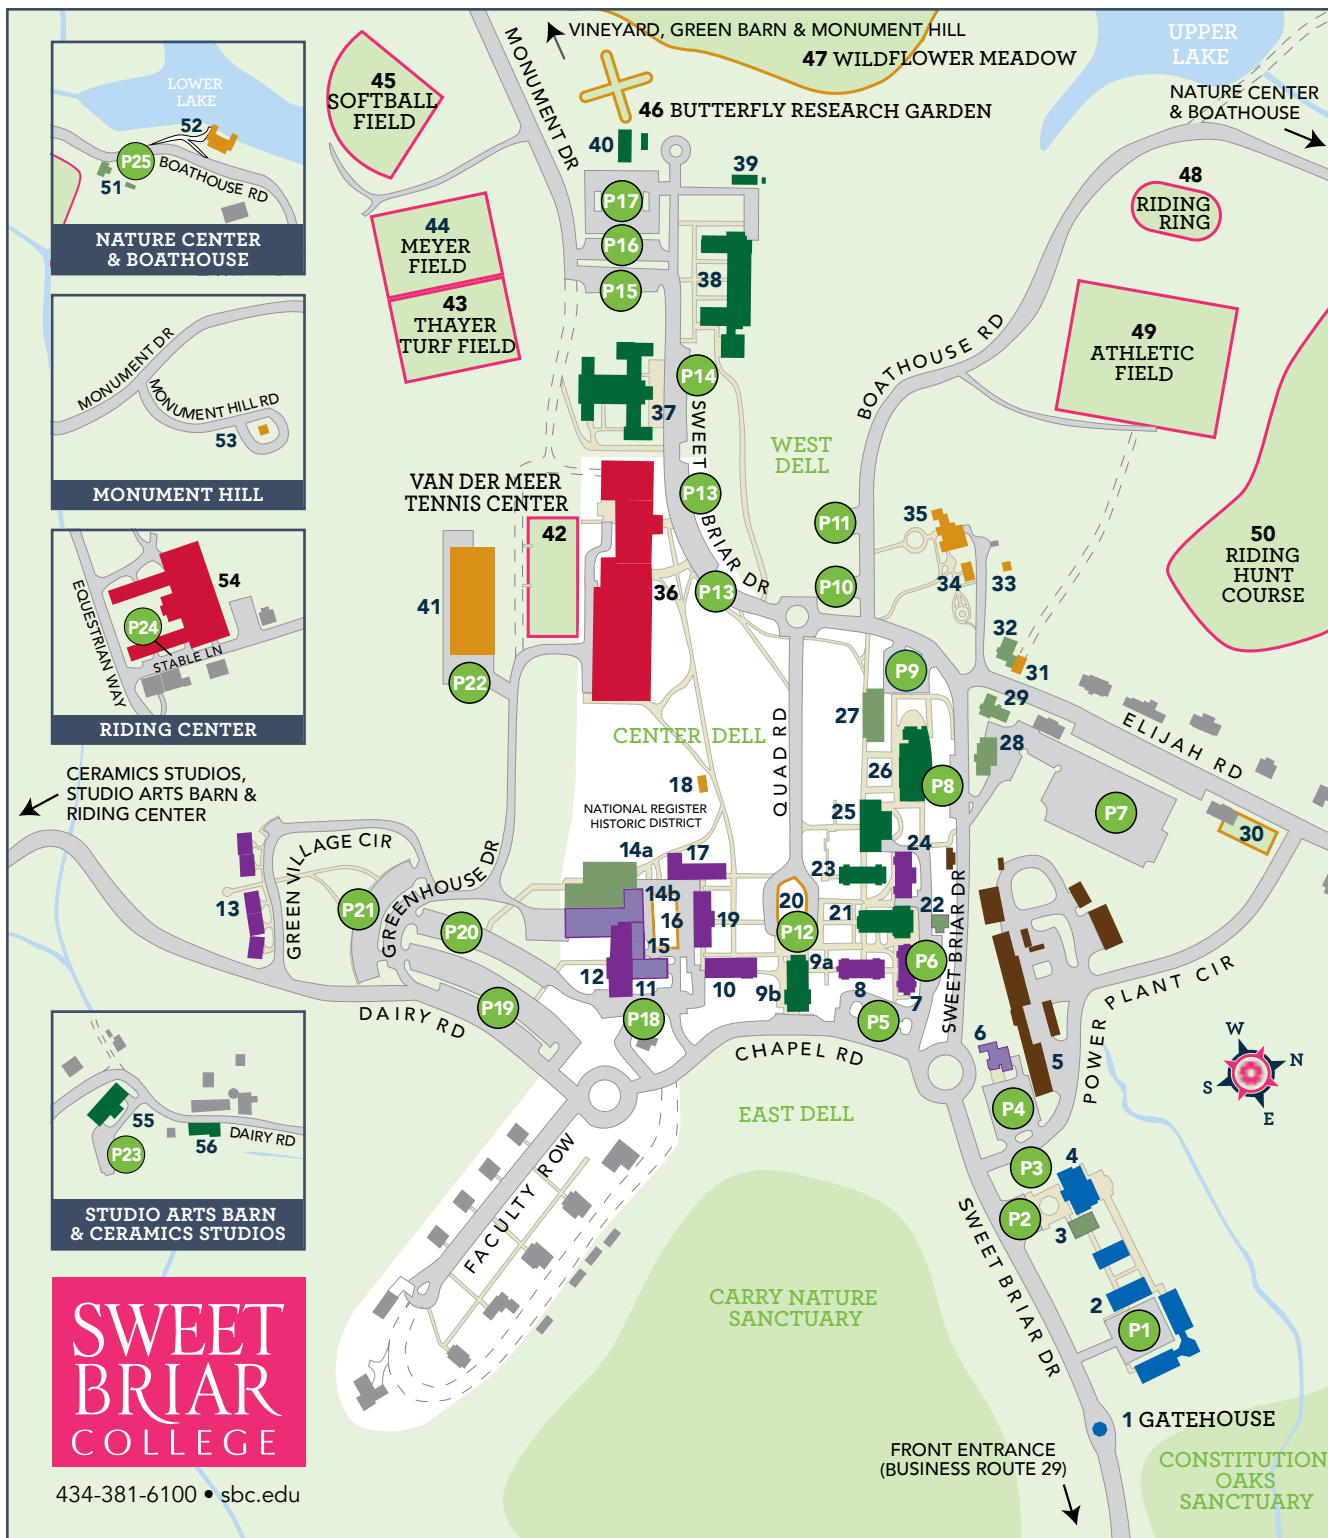 VINEYARD, GREEN BARN & MONUMENT HILL
47 WILDFLOWER MEADOW
UPPER
LAKE
NATURE CENTER
& BOATHOUSE
46 BUTTERFLY RESEARCH GARDEN
MONUMENT DR
45
SOFTBALL
FIELD
LOWER
LAKE
52
P25
BOATHOUSE RD
51
NATURE CENTER
& BOATHOUSE
40
39
P17
P16
P15
38
48
RIDING
RING
44
MEYER
FIELD
43
THAYER
TURF FIELD
MONUMENT DR
MONUMENT HILL RD
53
MONUMENT HILL
49
ATHLETIC
FIELD
BOATHOUSE RD
P14
37
SWEET BRIAR DR
WEST
DELL
VAN DER MEER
TENNIS CENTER
P13
42
P11
35
50
RIDING
HUNT
COURSE
41
36
P13
P10
34
33
54
P24
EQUESTRIAN WAY
STABLE LN
RIDING CENTER
32
31
P9
P22
29
27
28
ELIJAH RD
CENTER DELL
QUAD RD
26
P8
18
P7
CERAMICS STUDIOS,
STUDIO ARTS BARN &
RIDING CENTER
NATIONAL REGISTER
HISTORIC DISTRICT
25
30
24
GREEN VILLAGE CIR
GREENHOUSE DR
14a
17
23
14b
20
22
13
P21
16
19
21
P20
P12
SWEET BRIAR DR
15
9a
P6
12
11
10
9b
8
7
POWER PLANT CIR
P19
P18
P5
DAIRY RD
CHAPEL RD
6
5
W
N
S
E
P4
EAST DELL
55
P23
56
DAIRY RD
STUDIO ARTS BARN
& CERAMICS STUDIOS
FACULTY ROW
P3
4
P2
3
SWEET BRIAR DR
2
P1
CARRY NATURE
SANCTUARY
SWEET
BRIAR
COLLEGE
434-381-6100 • sbc.edu
1 GATEHOUSE
FRONT ENTRANCE
(BUSINESS ROUTE 29)
CONSTITUTION
OAKS
SANCTUARY